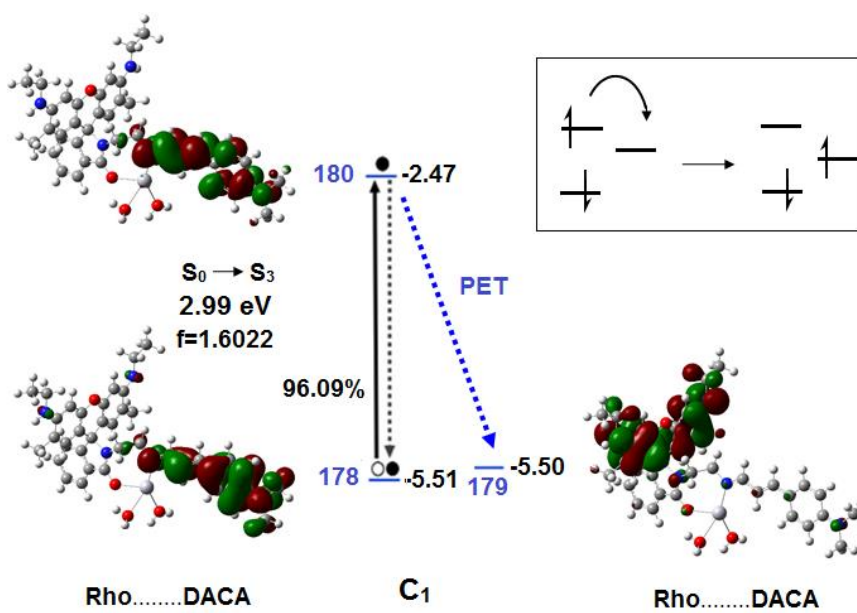 180
-2.47
S₀ → S₃
2.99 eV
f=1.6022
PET
96.09%
178
-5.51
179
-5.50
Rho........DACA
C₁
Rho........DACA